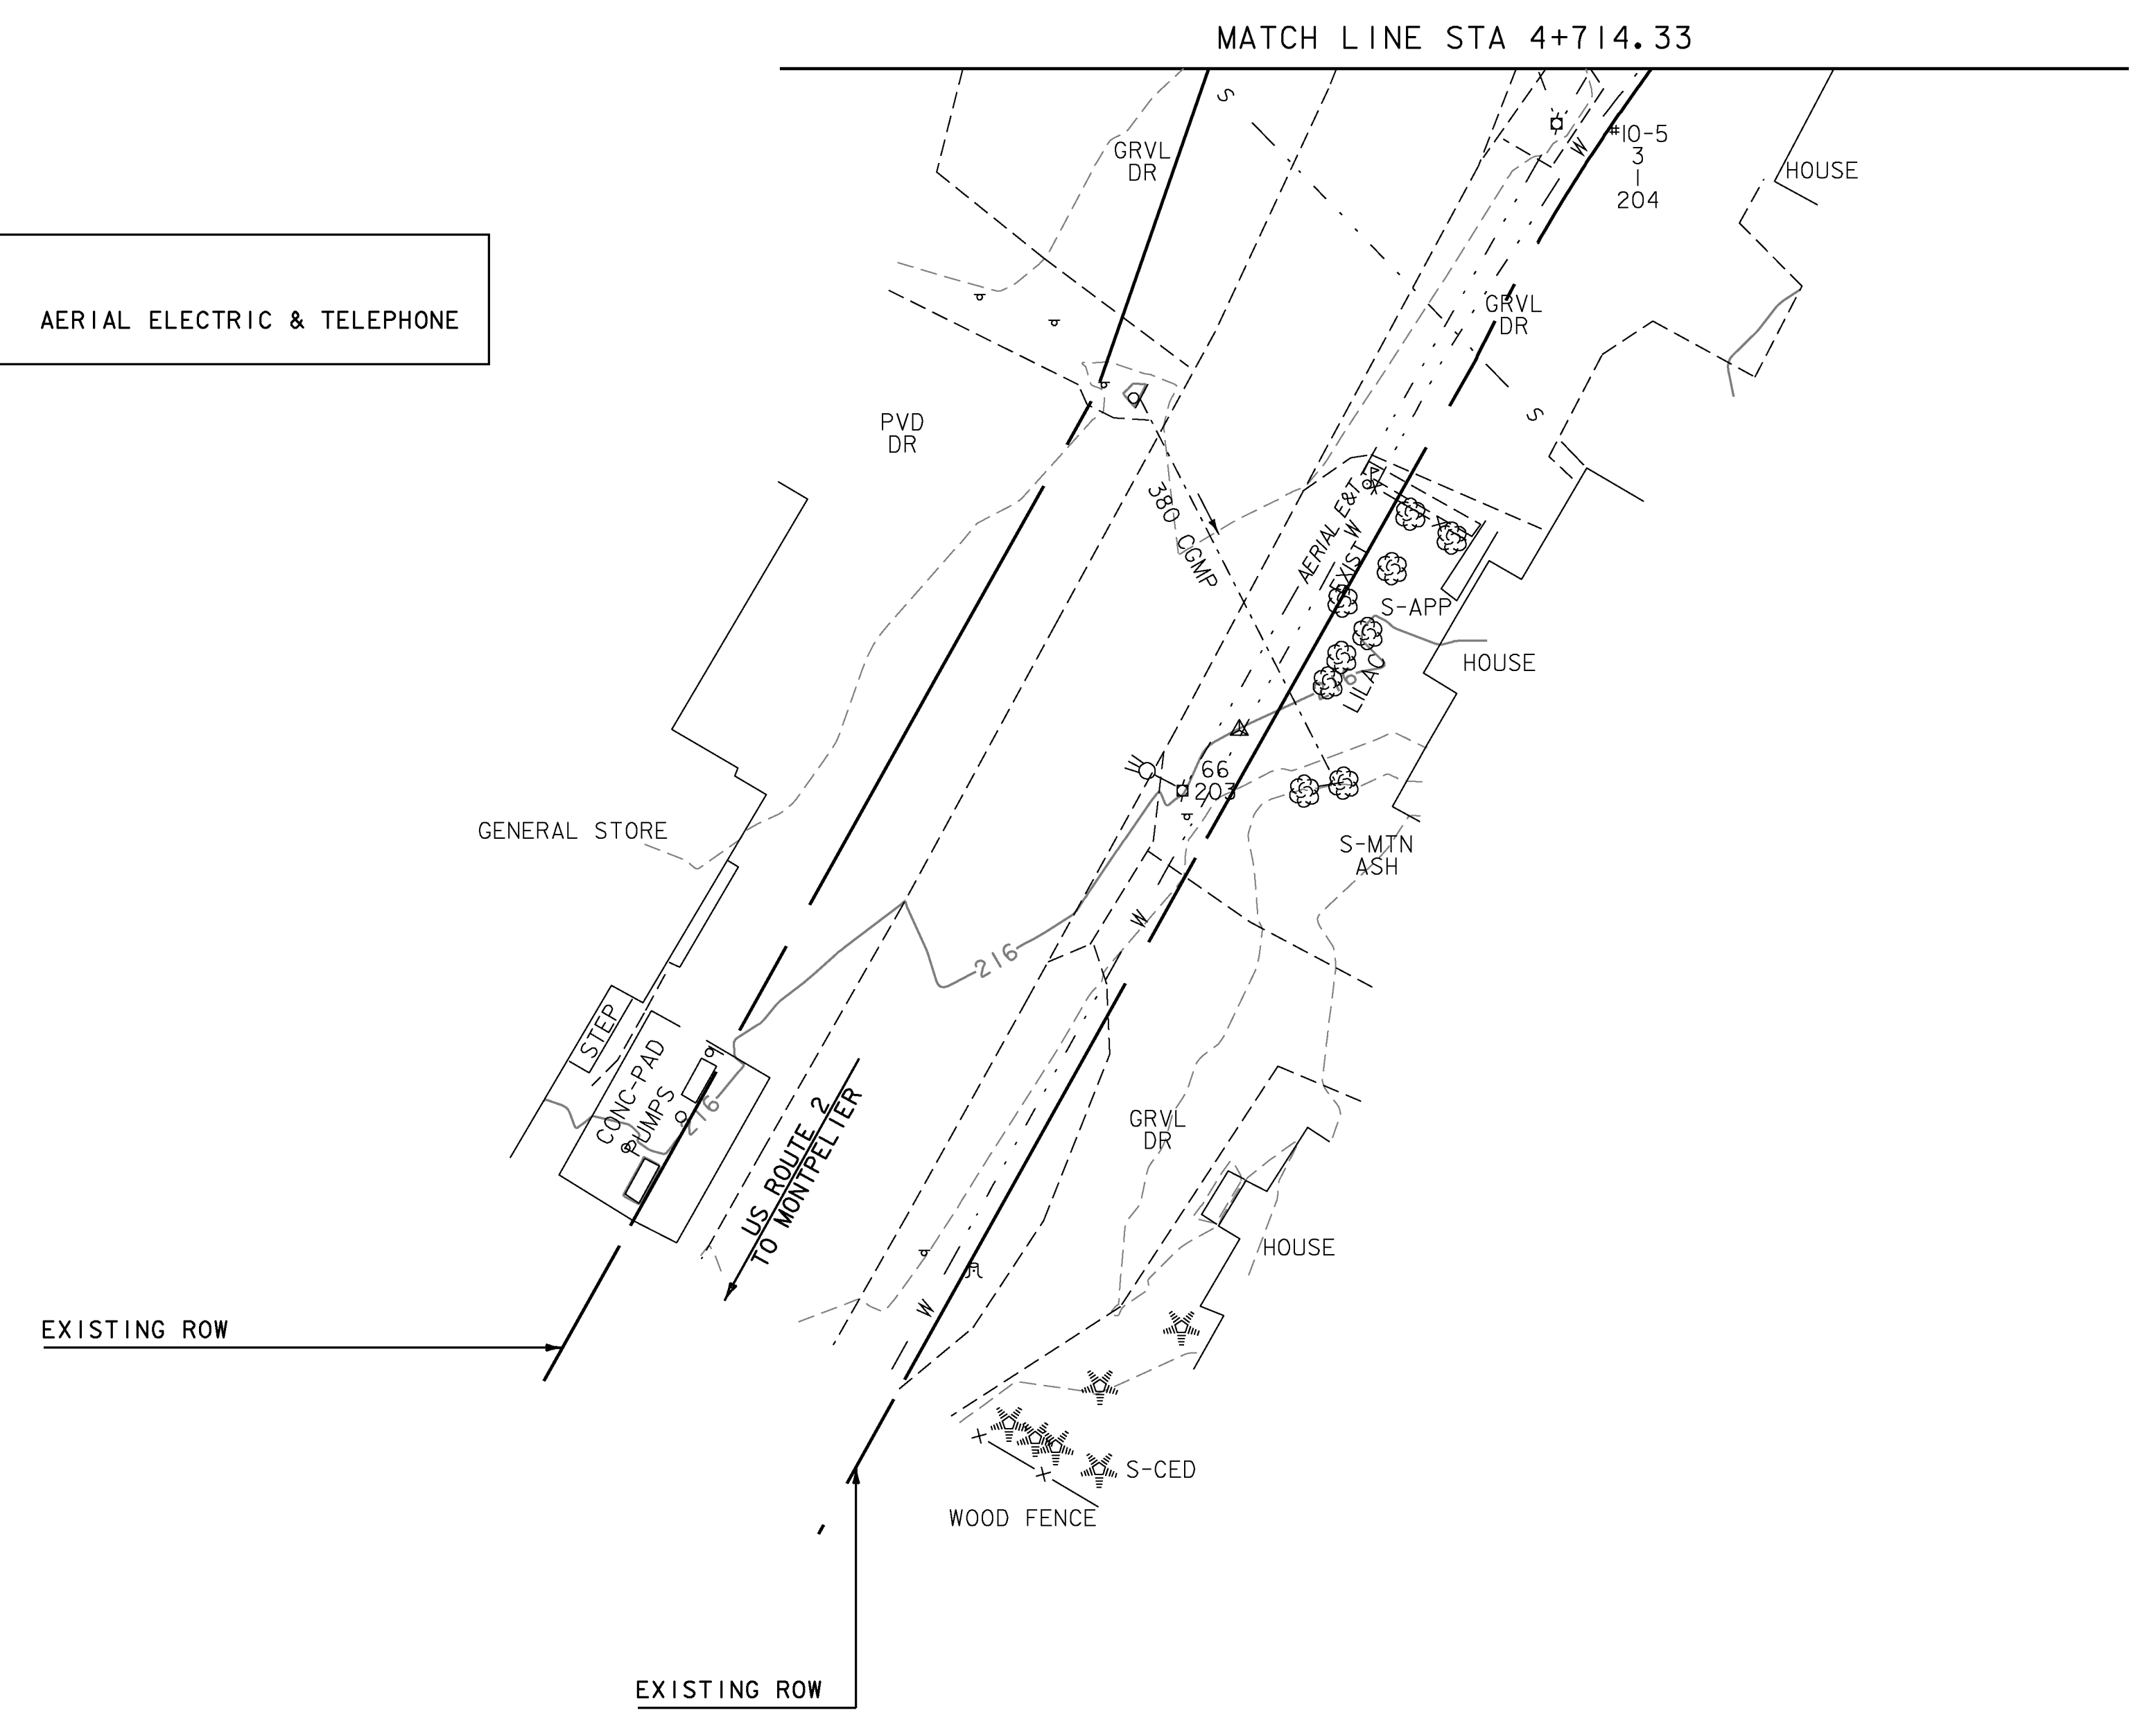 MATCH LINE STA 4+714.33
S
GRVL
DR
W
#10-5
3
1
204
HOUSE
AERIAL ELECTRIC & TELEPHONE
GRVL
DR
PVD
DR
S
380 CGMP
AERIAL E&T
EXIST W
S-APP
HOUSE
LILAC
66
203
GENERAL STORE
S-MTN
ASH
W
216
STEP
CONC-PAD
PUMPS
216
US ROUTE 2
TO MONTPELIER
GRVL
DR
HOUSE
W
EXISTING ROW
S-CED
WOOD FENCE
EXISTING ROW